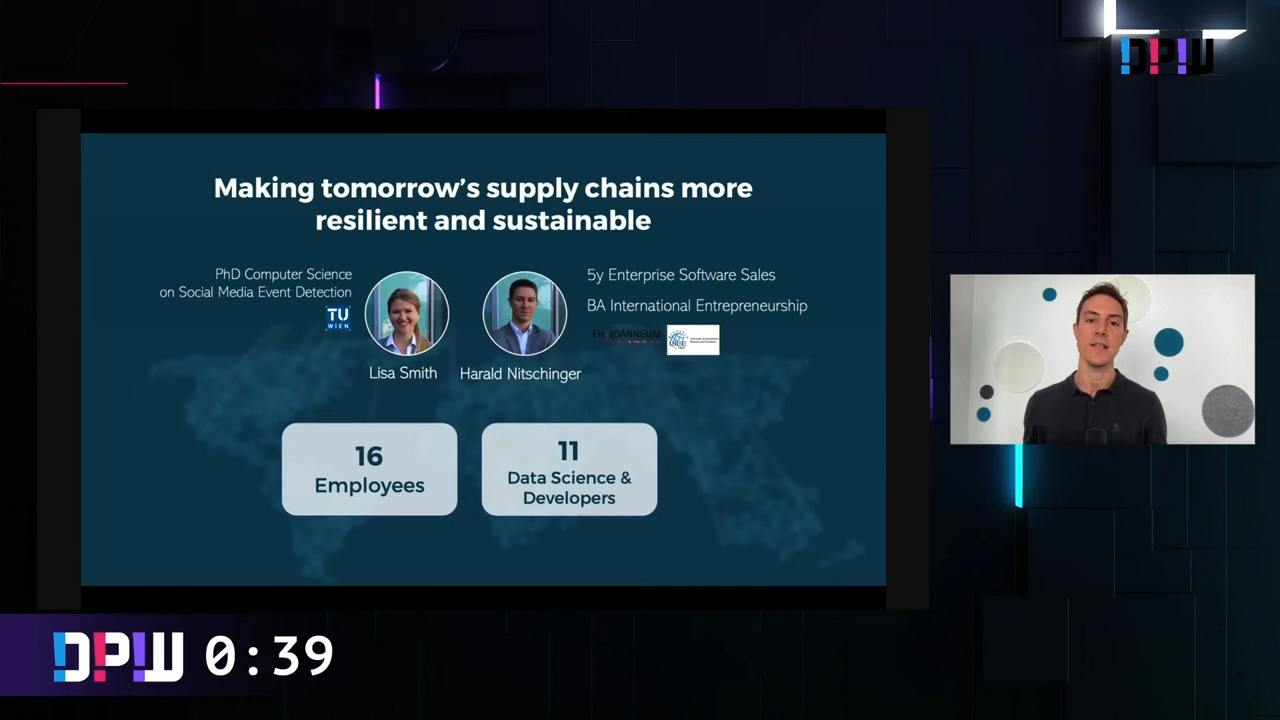 DPW
Making tomorrow's supply chains more
resilient and sustainable
PhD Computer Science
on Social Media Event Detection
TU
WIEN
5y Enterprise Software Sales
BA International Entrepreneurship
FH JOANNEUM
Lisa Smith
Harald Nitschinger
16
Employees
11
Data Science &
Developers
DPW 0:39